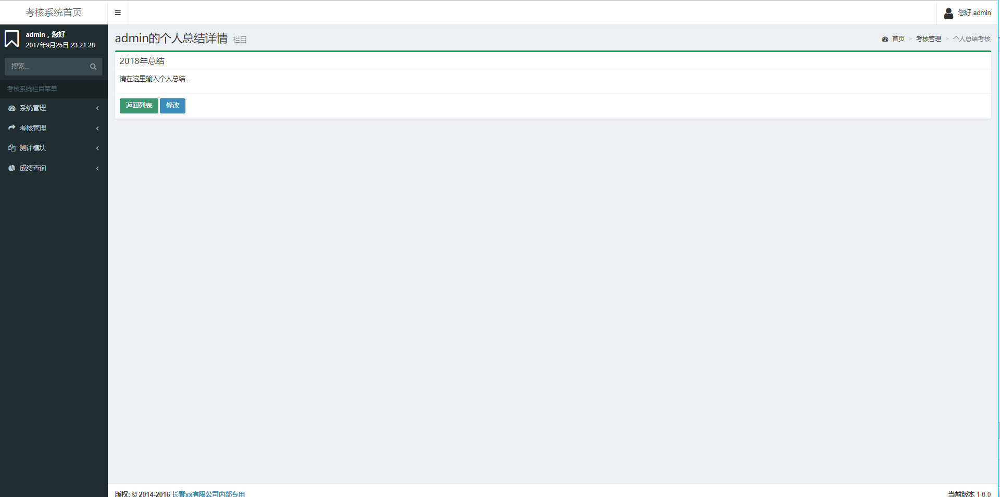 考核系统首页
您好,admin
admin，您好
2017年9月25日 23:21:28
搜索...
考核系统栏目菜单
系统管理
考核管理
测评模块
成绩查询
admin的个人总结详情 栏目
首页 > 考核管理 > 个人总结考核
2018年总结
请在这里输入个人总结...
返回列表 修改
版权: © 2014-2016 长春xx有限公司内部专用
当前版本 1.0.0